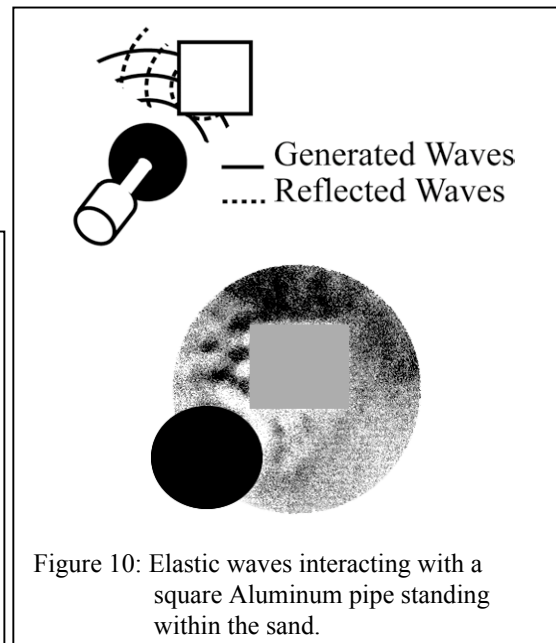 Generated Waves
Reflected Waves
Figure 10: Elastic waves interacting with a
square Aluminum pipe standing
within the sand.